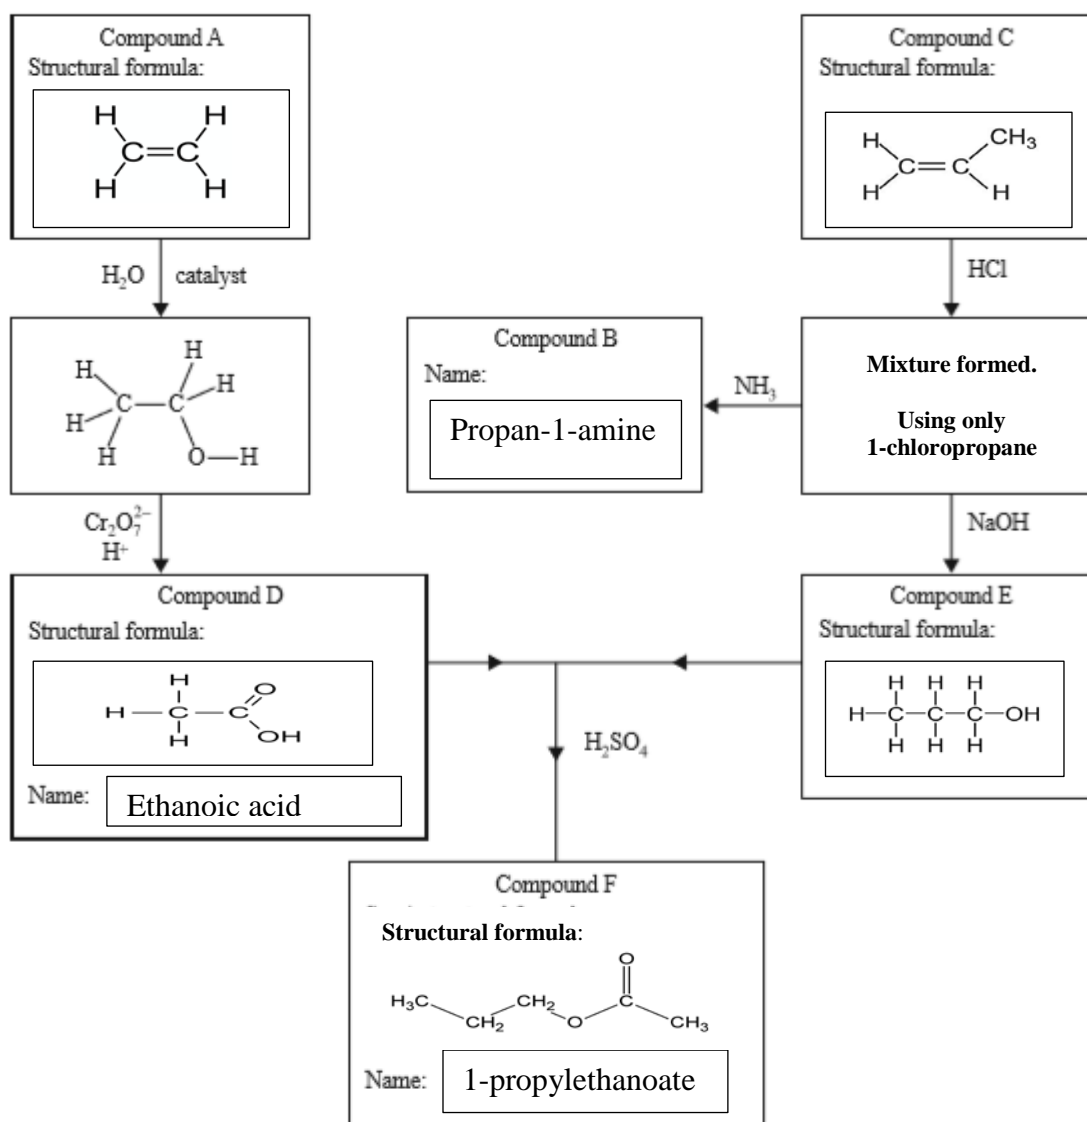 Compound A
Structural formula:
H H
C=C
H H
H₂O catalyst
H
H H
C—C
H
H O—H
Cr₂O₇²⁻
H⁺
Compound D
Structural formula:
H
H—C—C
O
H OH
Name: Ethanoic acid
Compound C
Structural formula:
H CH₃
C=C
H H
HCl
Mixture formed.
Using only
1-chloropropane
NH₃
Compound B
Name:
Propan-1-amine
NaOH
Compound E
Structural formula:
H H H
H—C—C—C—OH
H H H
H₂SO₄
Compound F
Structural formula:
O
H₃C CH₂ C
CH₂ O CH₃
Name: 1-propylethanoate